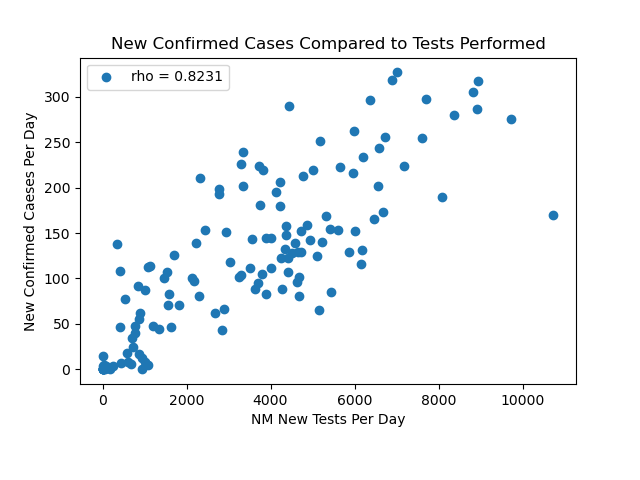 New Confirmed Cases Compared to Tests Performed
rho = 0.8231
New Confirmed Caeses Per Day
300
250
200
150
100
50
0
0 2000 4000 6000 8000 10000
NM New Tests Per Day